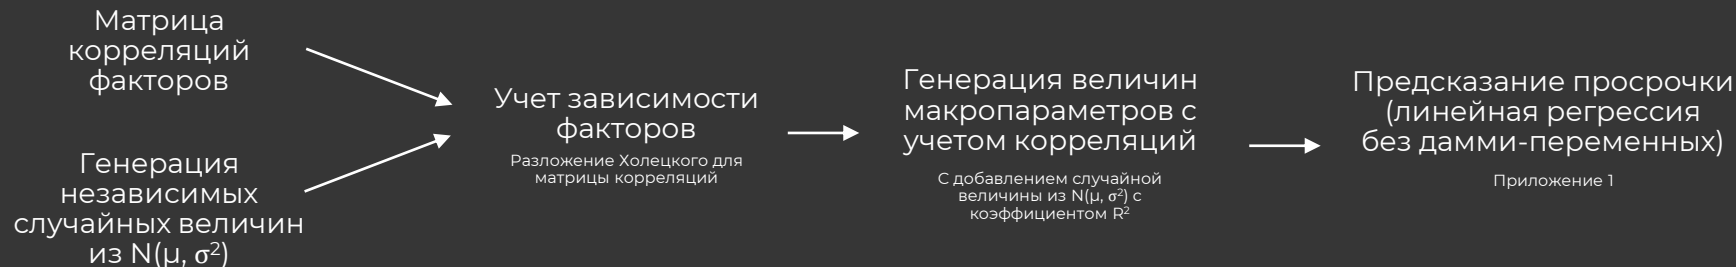 Матрица
корреляций
факторов
Генерация
независимых
случайных величин
из N(μ, σ²)
Учет зависимости
факторов
Разложение Холецкого для
матрицы корреляций
Генерация величин
макропараметров с
учетом корреляций
С добавлением случайной
величины из N(μ, σ²) с
коэффициентом R²
Предсказание просрочки
(линейная регрессия
без дамми-переменных)
Приложение 1